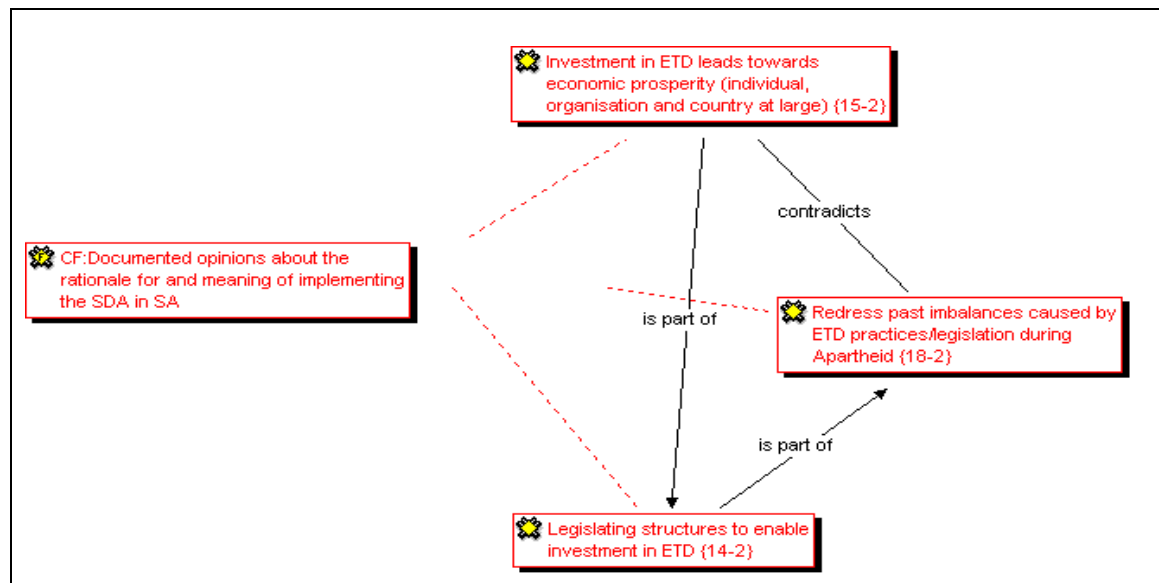 Investment in ETD leads towards
economic prosperity (individual,
organisation and country at large) {15-2}
contradicts
CF:Documented opinions about the
rationale for and meaning of implementing
the SDA in SA
is part of
Redress past imbalances caused by
ETD practices/legislation during
Apartheid {18-2}
is part of
Legislating structures to enable
investment in ETD {14-2}